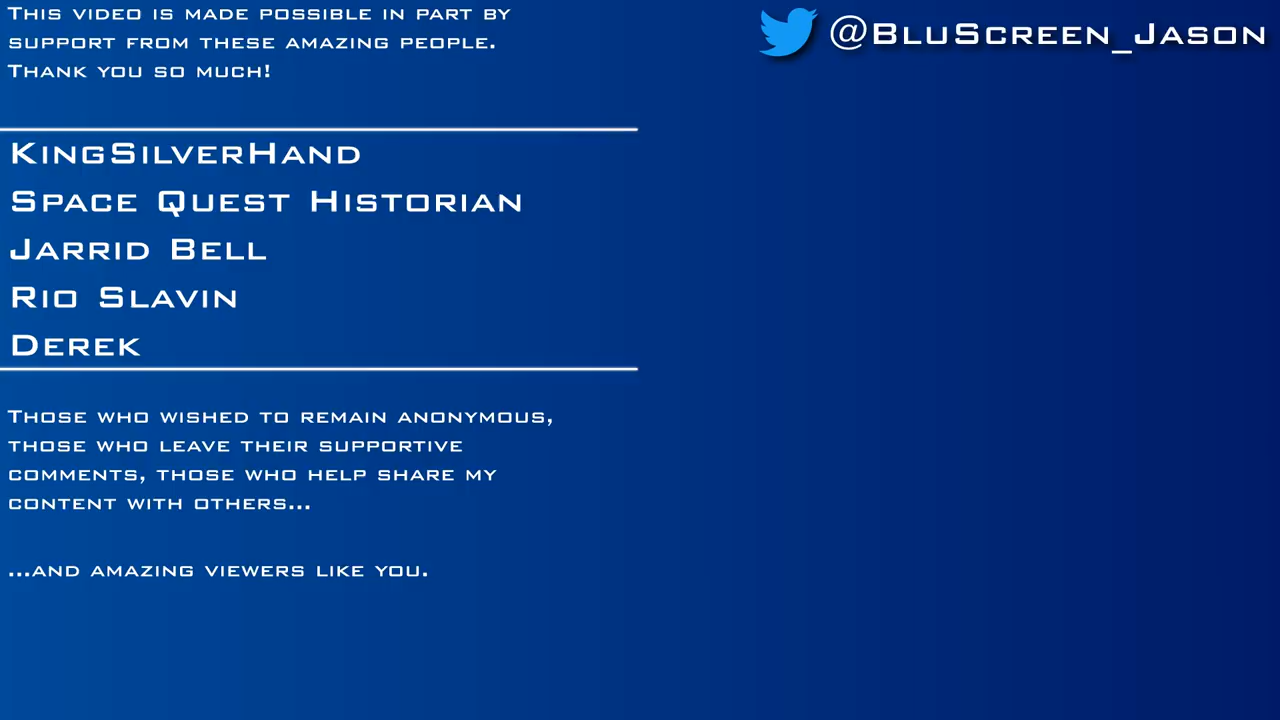 This video is made possible in part by
support from these amazing people.
Thank you so much!
@BluScreen_Jason
KingSilverHand
Space Quest Historian
Jarrid Bell
Rio Slavin
Derek
Those who wished to remain anonymous,
those who leave their supportive
comments, those who help share my
content with others...
...and amazing viewers like you.